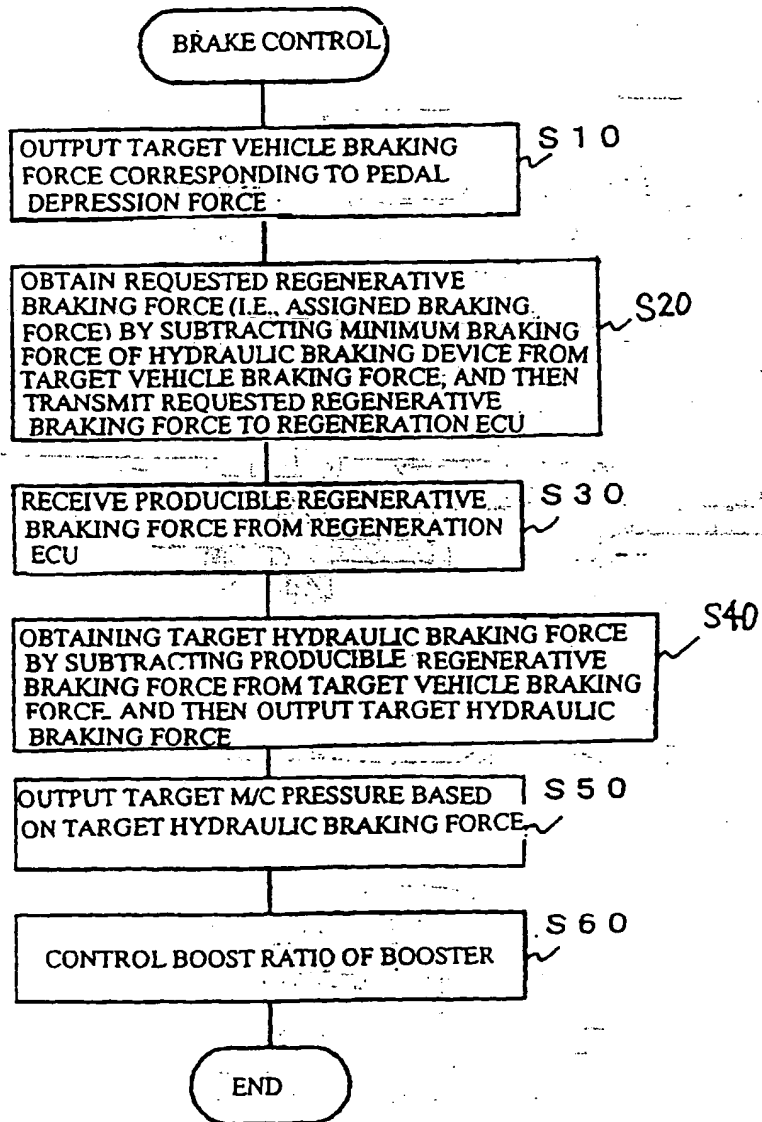 BRAKE CONTROL
OUTPUT TARGET VEHICLE BRAKING
FORCE CORRESPONDING TO PEDAL
DEPRESSION FORCE
S10
OBTAIN REQUESTED REGENERATIVE
BRAKING FORCE (I.E., ASSIGNED BRAKING
FORCE) BY SUBTRACTING MINIMUM BRAKING
FORCE OF HYDRAULIC BRAKING DEVICE FROM
TARGET VEHICLE BRAKING FORCE; AND THEN
TRANSMIT REQUESTED REGENERATIVE
BRAKING FORCE TO REGENERATION ECU
S20
RECEIVE PRODUCIBLE REGENERATIVE
BRAKING FORCE FROM REGENERATION
ECU
S30
OBTAINING TARGET HYDRAULIC BRAKING FORCE
BY SUBTRACTING PRODUCIBLE REGENERATIVE
BRAKING FORCE FROM TARGET VEHICLE BRAKING
FORCE. AND THEN OUTPUT TARGET HYDRAULIC
BRAKING FORCE
S40
OUTPUT TARGET M/C PRESSURE BASED
ON TARGET HYDRAULIC BRAKING FORCE
S50
CONTROL BOOST RATIO OF BOOSTER
S60
END